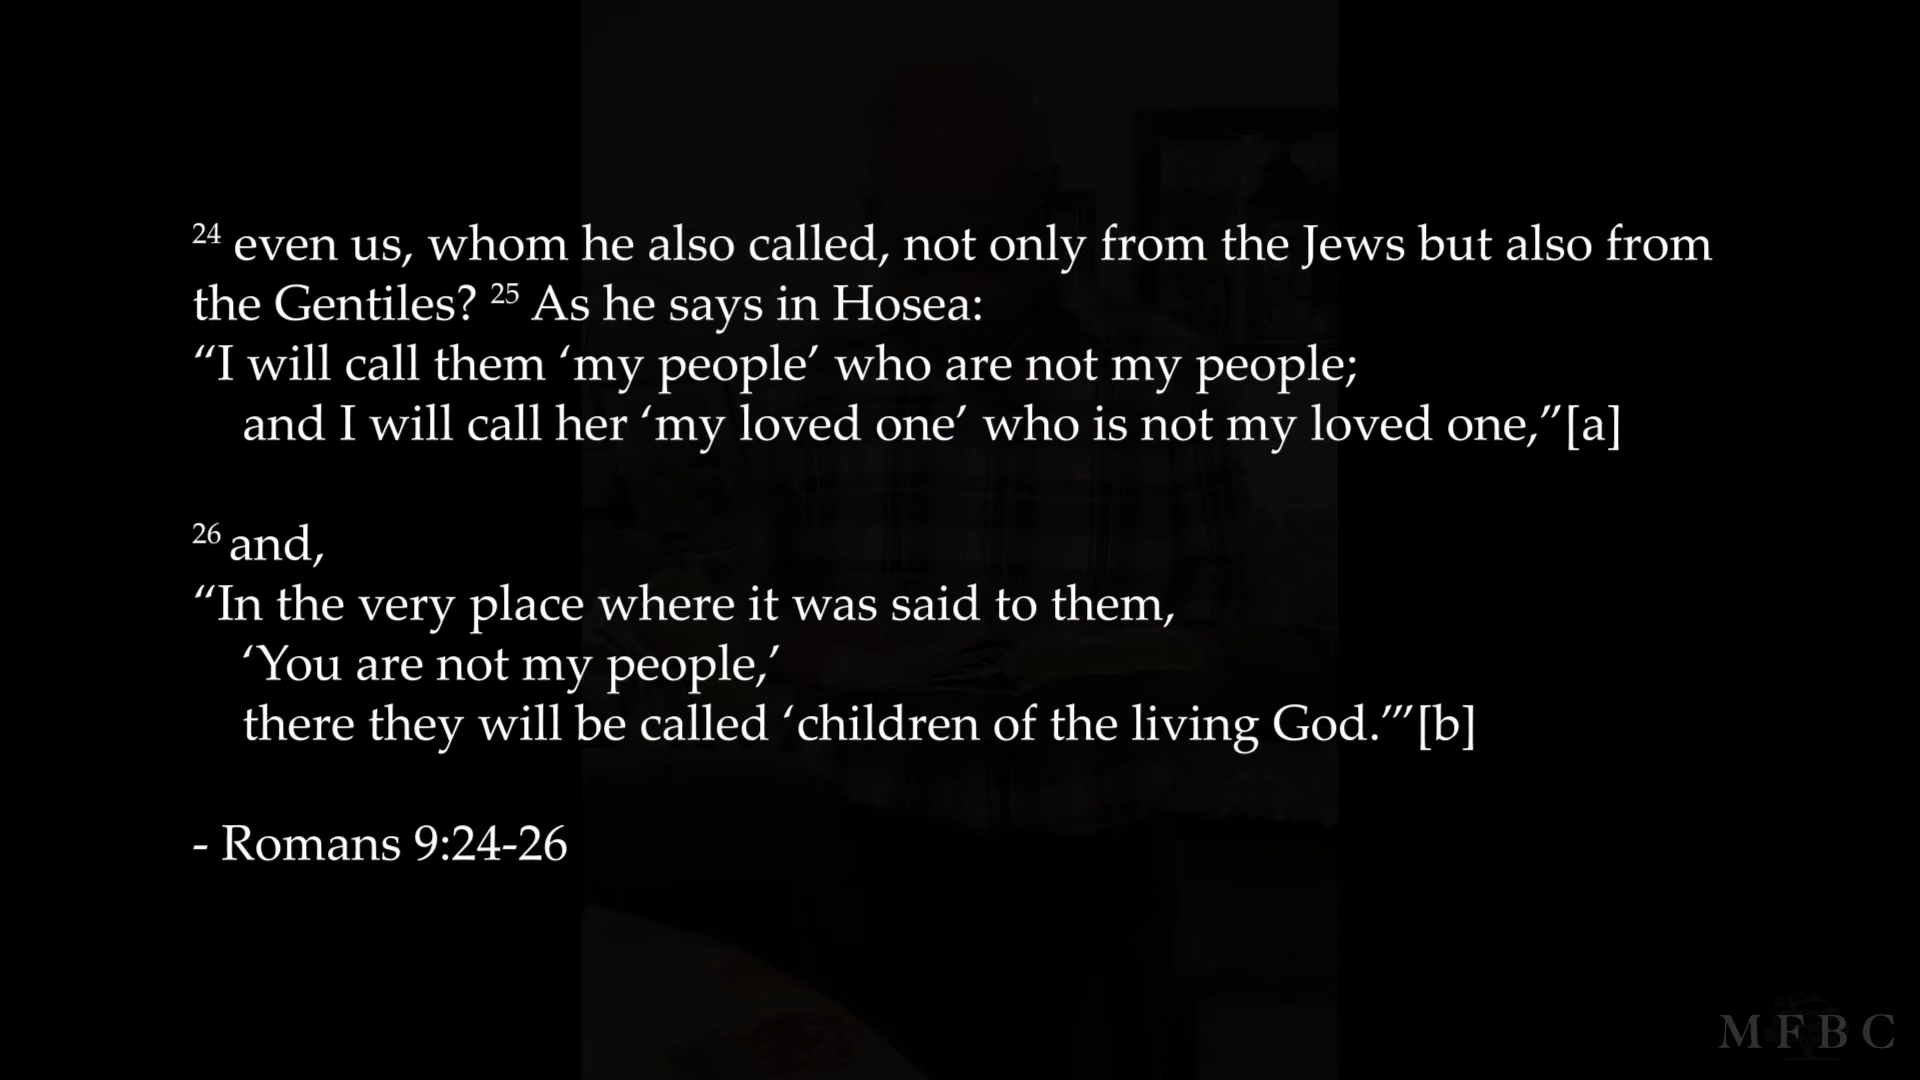 24 even us, whom he also called, not only from the Jews but also from
the Gentiles? 25 As he says in Hosea:
“I will call them ‘my people’ who are not my people;
and I will call her ‘my loved one’ who is not my loved one,”[a]
26 and,
“In the very place where it was said to them,
‘You are not my people,’
there they will be called ‘children of the living God.’”[b]
- Romans 9:24-26
MFBC